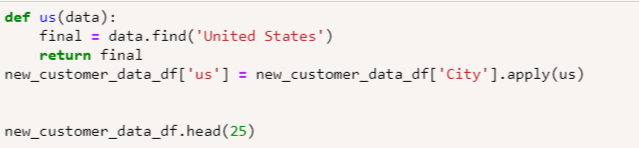 def us(data):
    final = data.find('United States')
    return final
new_customer_data_df['us'] = new_customer_data_df['City'].apply(us)
new_customer_data_df.head(25)